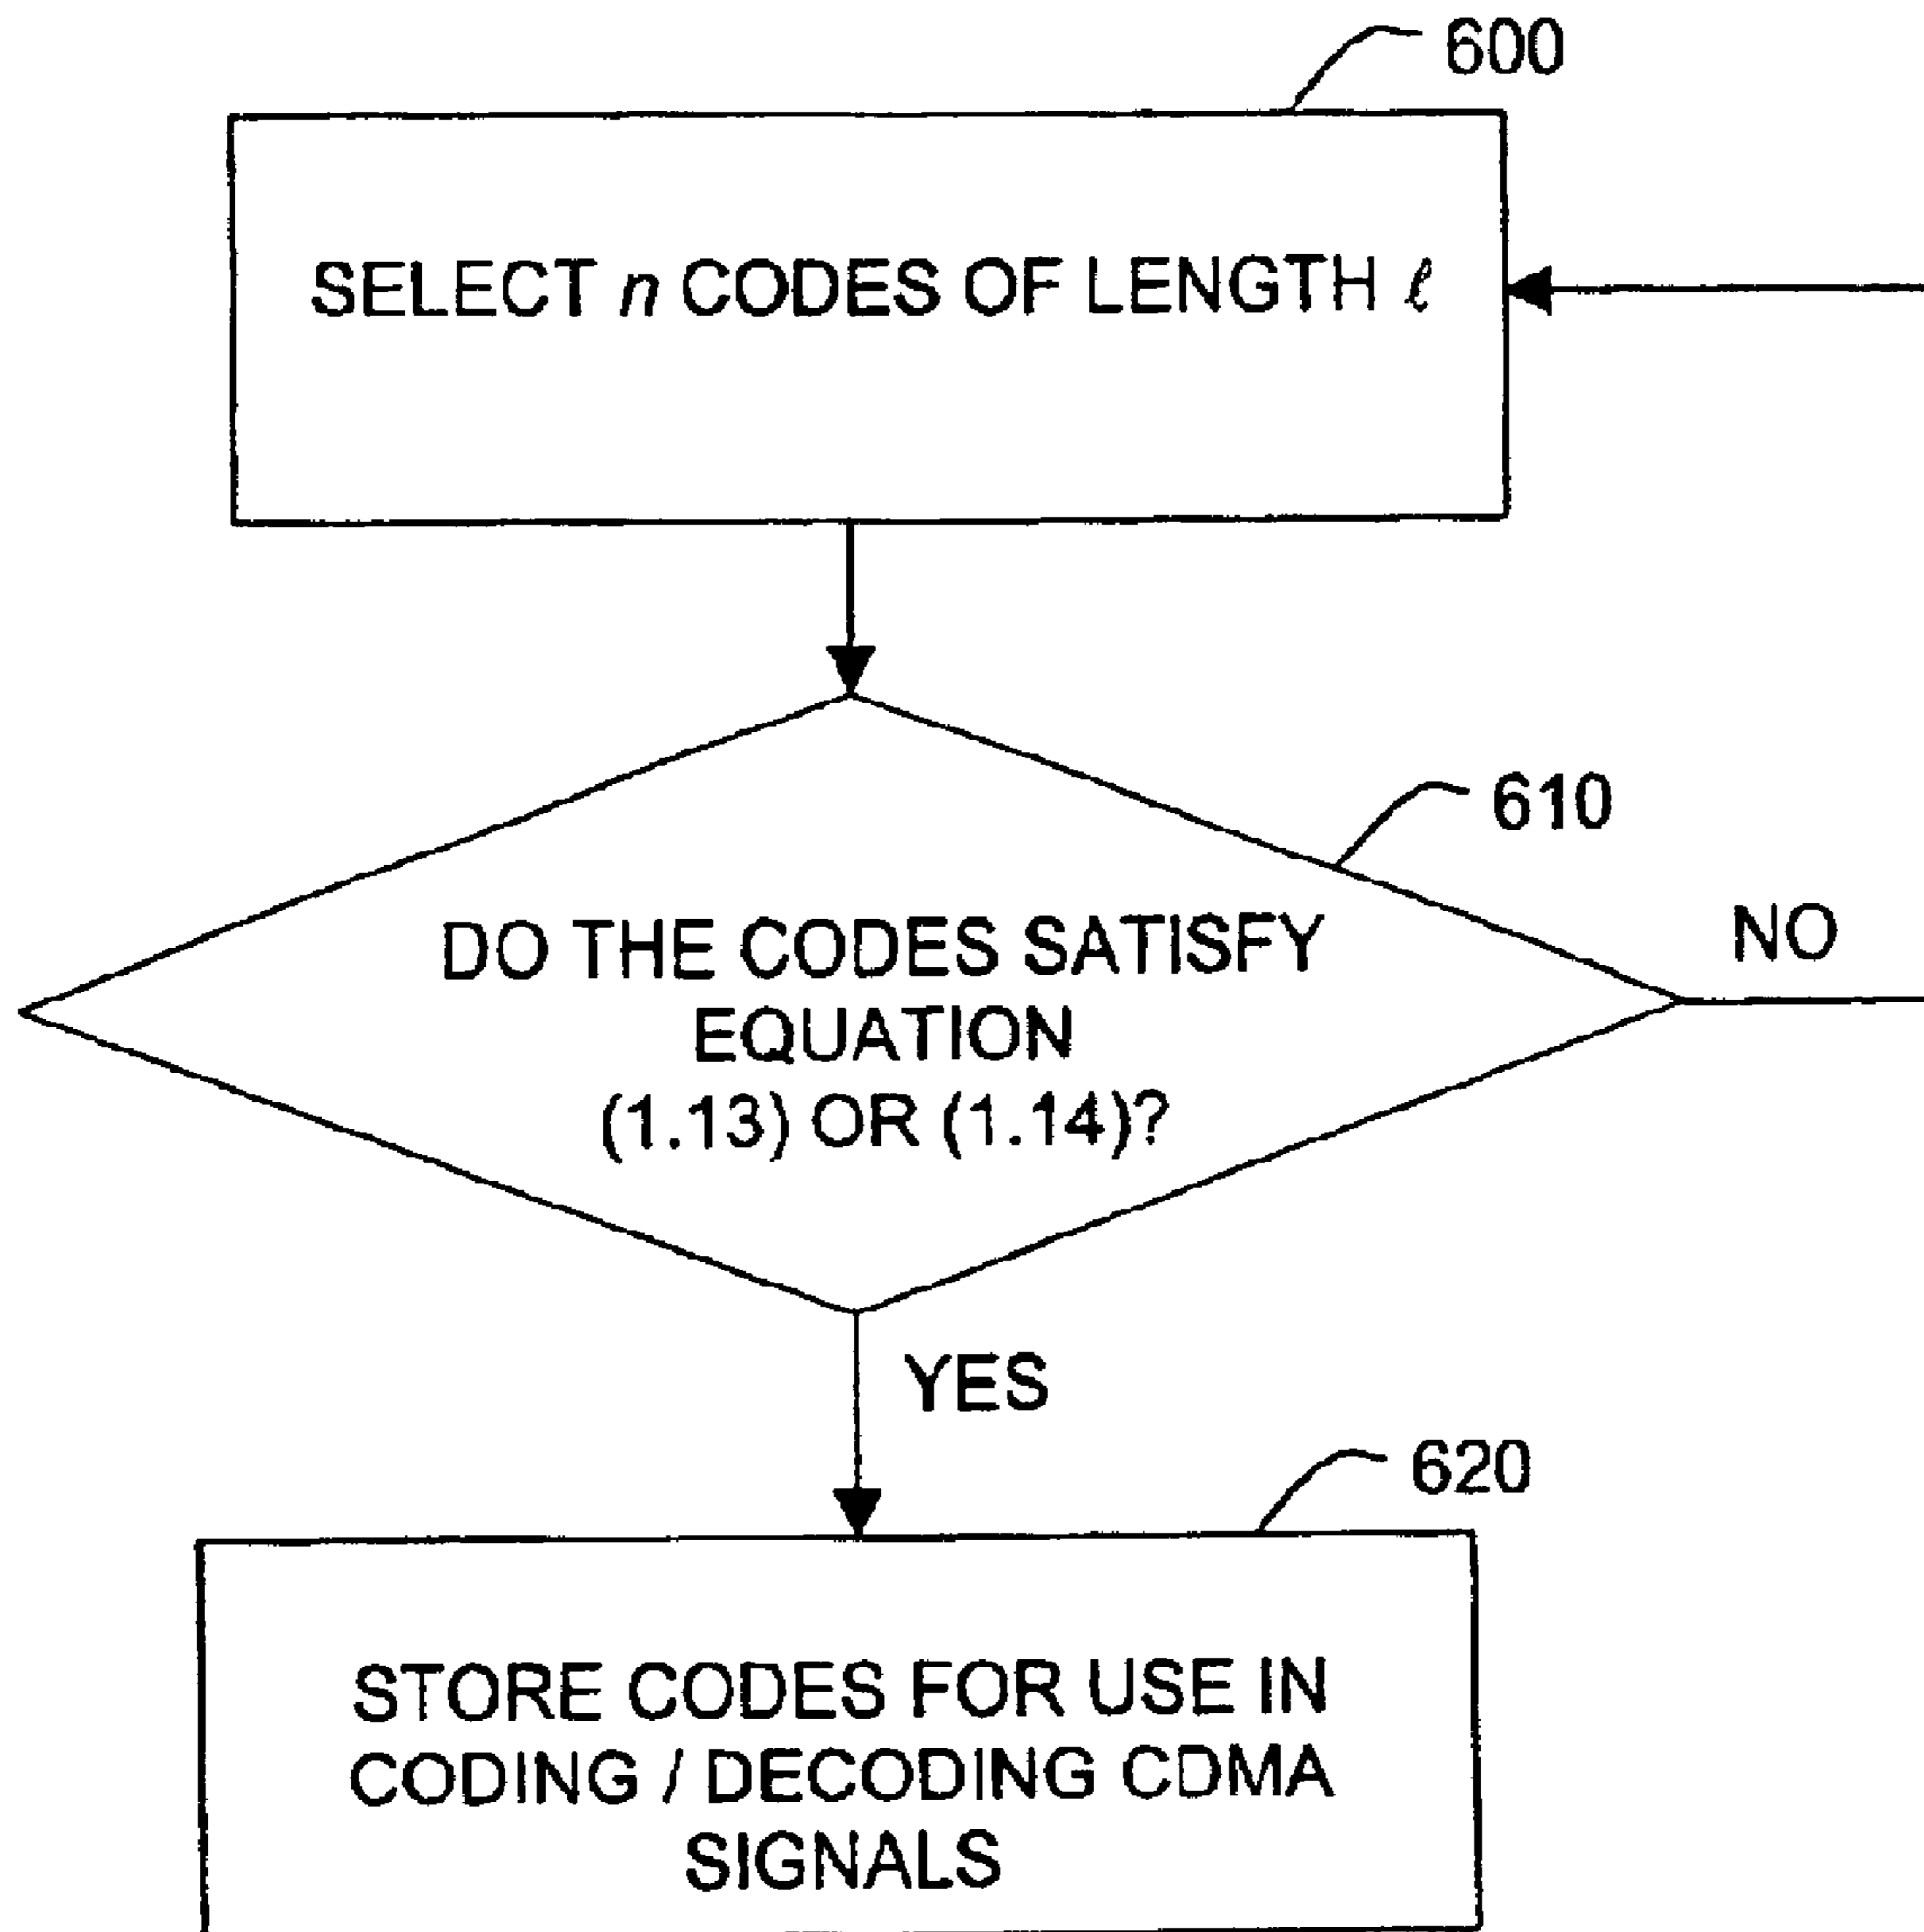 600
SELECT n CODES OF LENGTH ℓ
610
DO THE CODES SATISFY
EQUATION
(1.13) OR (1.14)?
NO
YES
620
STORE CODES FOR USE IN
CODING / DECODING CDMA
SIGNALS